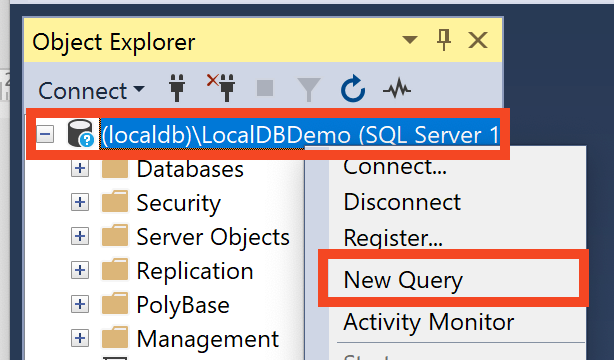 Object Explorer
Connect
(localdb)\LocalDBDemo (SQL Server 1
Databases
Connect...
Security
Disconnect
Server Objects
Register...
Replication
New Query
PolyBase
Activity Monitor
Management